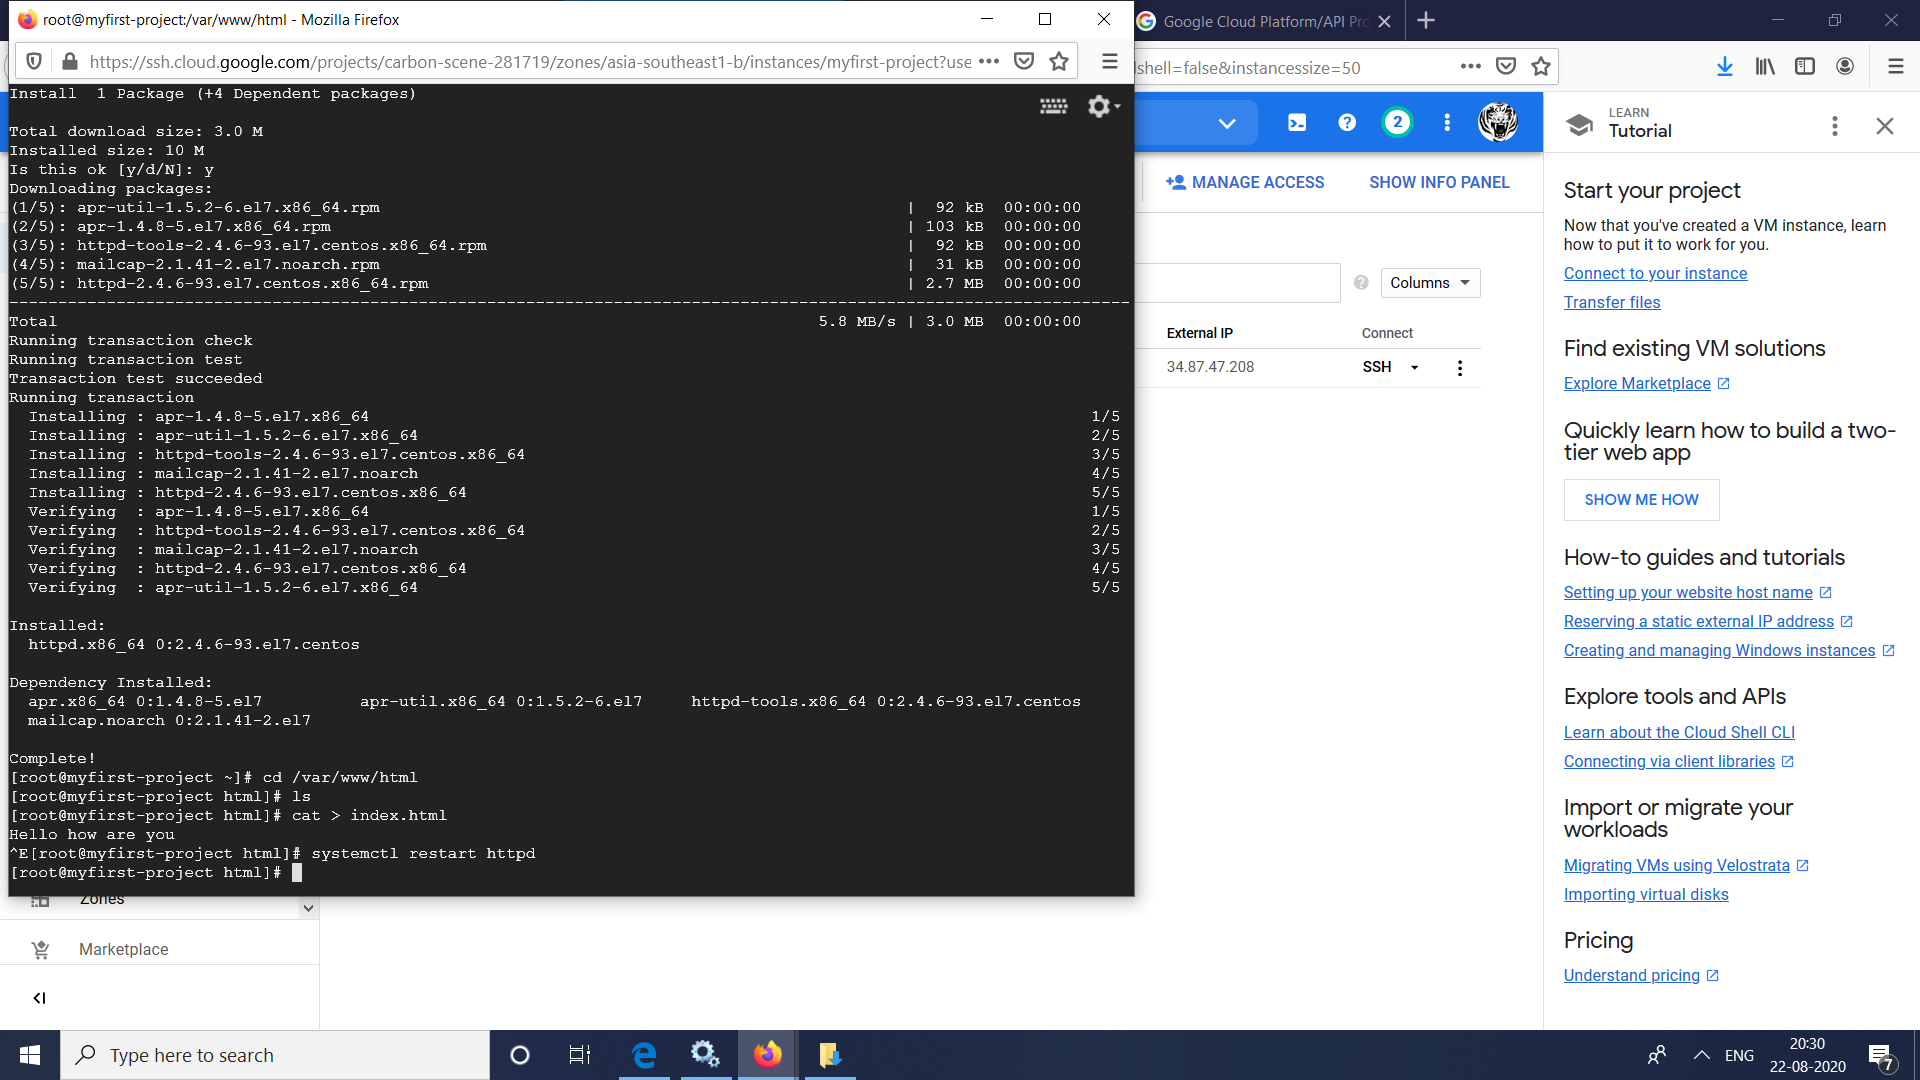 root@myfirst-project:/var/www/html - Mozilla Firefox
https://ssh.cloud.google.com/projects/carbon-scene-281719/zones/asia-southeast1-b/instances/myfirst-project?use
Install  1 Package (+4 Dependent packages)
Total download size: 3.0 M
Installed size: 10 M
Is this ok [y/d/N]: y
Downloading packages:
(1/5): apr-util-1.5.2-6.el7.x86_64.rpm | 92 kB 00:00:00
(2/5): apr-1.4.8-5.el7.x86_64.rpm | 103 kB 00:00:00
(3/5): httpd-tools-2.4.6-93.el7.centos.x86_64.rpm | 92 kB 00:00:00
(4/5): mailcap-2.1.41-2.el7.noarch.rpm | 31 kB 00:00:00
(5/5): httpd-2.4.6-93.el7.centos.x86_64.rpm | 2.7 MB 00:00:00
Total 5.8 MB/s | 3.0 MB 00:00:00
Running transaction check
Running transaction test
Transaction test succeeded
Running transaction
Installing : apr-1.4.8-5.el7.x86_64 1/5
Installing : apr-util-1.5.2-6.el7.x86_64 2/5
Installing : httpd-tools-2.4.6-93.el7.centos.x86_64 3/5
Installing : mailcap-2.1.41-2.el7.noarch 4/5
Installing : httpd-2.4.6-93.el7.centos.x86_64 5/5
Verifying : apr-1.4.8-5.el7.x86_64 1/5
Verifying : httpd-tools-2.4.6-93.el7.centos.x86_64 2/5
Verifying : mailcap-2.1.41-2.el7.noarch 3/5
Verifying : httpd-2.4.6-93.el7.centos.x86_64 4/5
Verifying : apr-util-1.5.2-6.el7.x86_64 5/5
Installed:
httpd.x86_64 0:2.4.6-93.el7.centos
Dependency Installed:
apr.x86_64 0:1.4.8-5.el7 apr-util.x86_64 0:1.5.2-6.el7 httpd-tools.x86_64 0:2.4.6-93.el7.centos
mailcap.noarch 0:2.1.41-2.el7
Complete!
[root@myfirst-project ~]# cd /var/www/html
[root@myfirst-project html]# ls
[root@myfirst-project html]# cat > index.html
Hello how are you
^E[root@myfirst-project html]# systemctl restart httpd
[root@myfirst-project html]#
Zones
Marketplace
Google Cloud Platform/API Pro
lshell=false&instancessize=50
2
MANAGE ACCESS SHOW INFO PANEL
Columns
External IP Connect
34.87.47.208 SSH
LEARN
Tutorial
Start your project
Now that you've created a VM instance, learn
how to put it to work for you.
Connect to your instance
Transfer files
Find existing VM solutions
Explore Marketplace
Quickly learn how to build a two-
tier web app
SHOW ME HOW
How-to guides and tutorials
Setting up your website host name
Reserving a static external IP address
Creating and managing Windows instances
Explore tools and APIs
Learn about the Cloud Shell CLI
Connecting via client libraries
Import or migrate your
workloads
Migrating VMs using Velostrata
Importing virtual disks
Pricing
Understand pricing
Type here to search
ENG
20:30
22-08-2020
7